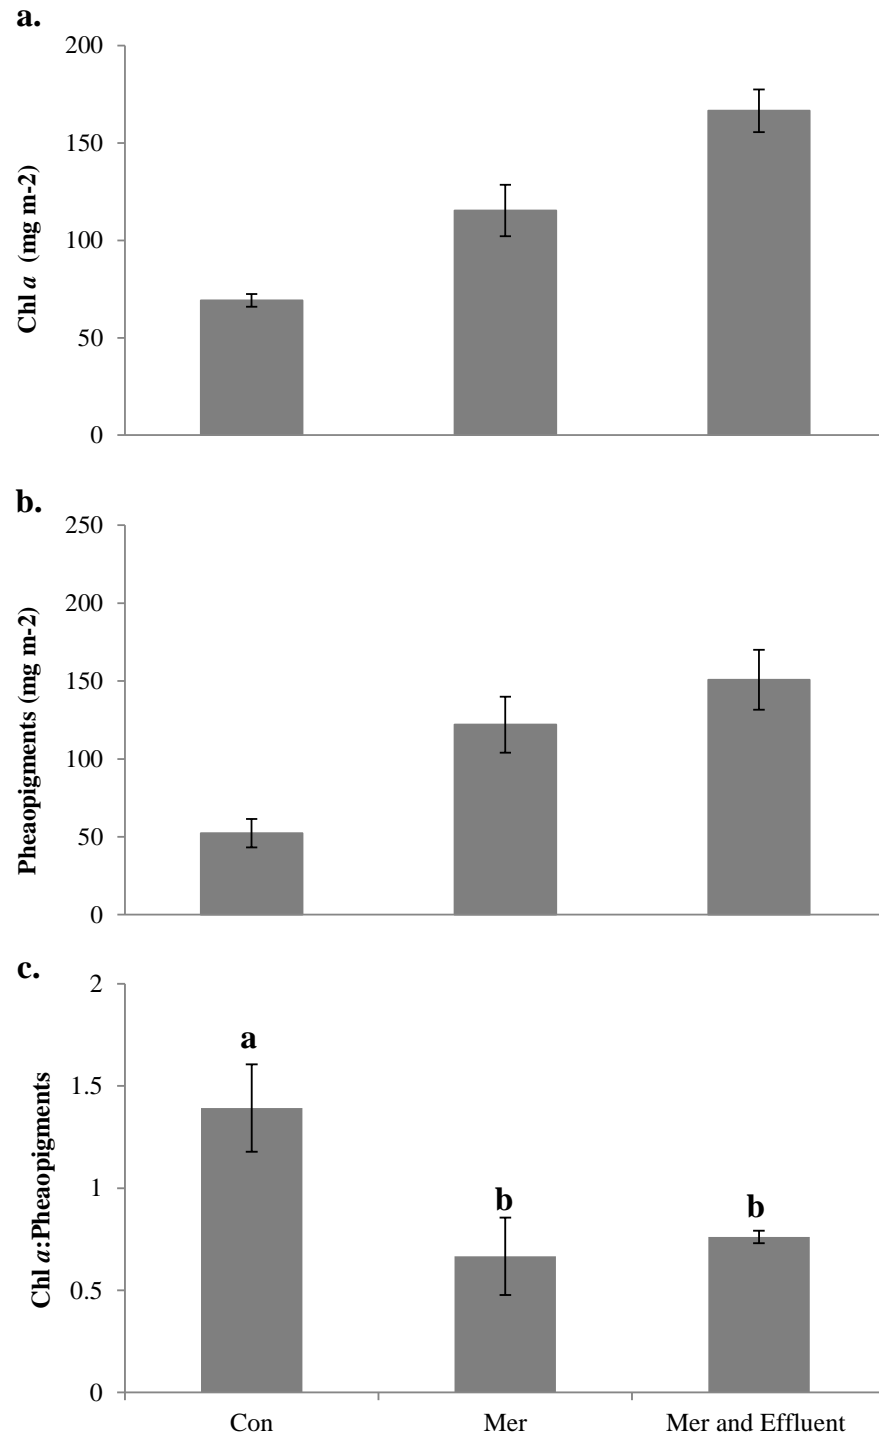 a.
200
150
100
50
0
Chl a (mg m-2)
b.
250
200
150
100
50
0
Pheaopigments (mg m-2)
c.
2
1.5
1
0.5
0
Chl a:Pheaopigments
a
b
b
Con
Mer
Mer and Effluent